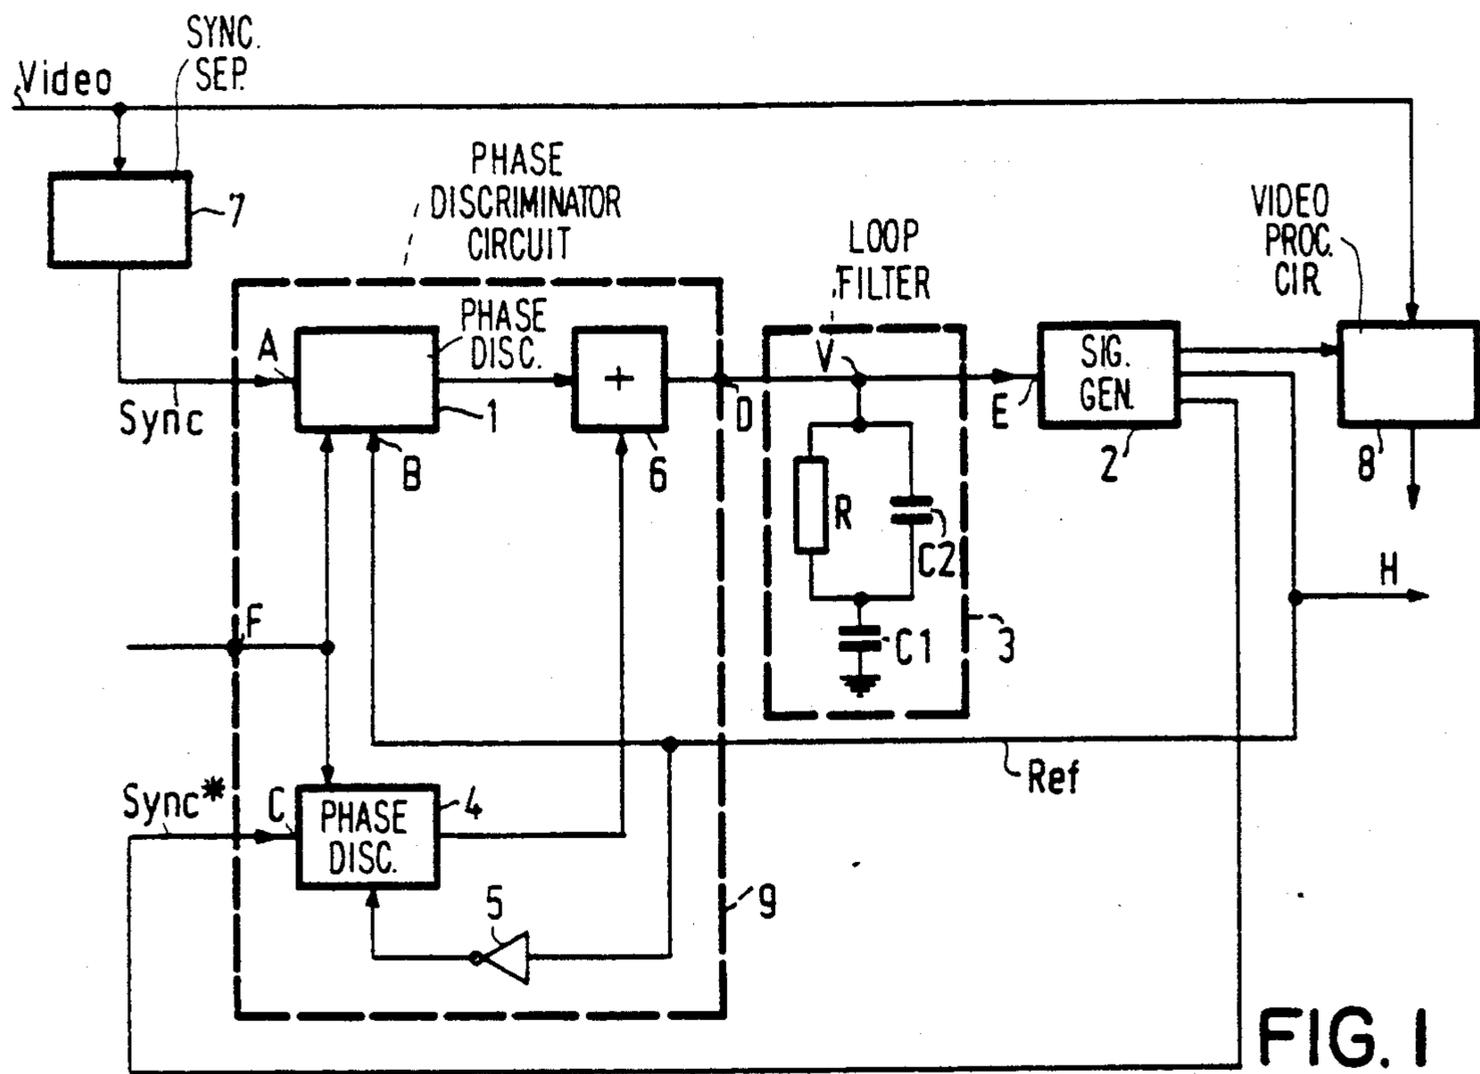 SYNC.
SEP.
Video
7
PHASE
DISCRIMINATOR
CIRCUIT
LOOP
FILTER
VIDEO
PROC.
CIR
PHASE
DISC.
A
Sync
1
B
+
6
D
V
E
SIG.
GEN.
2
8
R
C2
C1
3
H
F
Ref
Sync*
C
PHASE
DISC.
4
5
9
FIG. 1